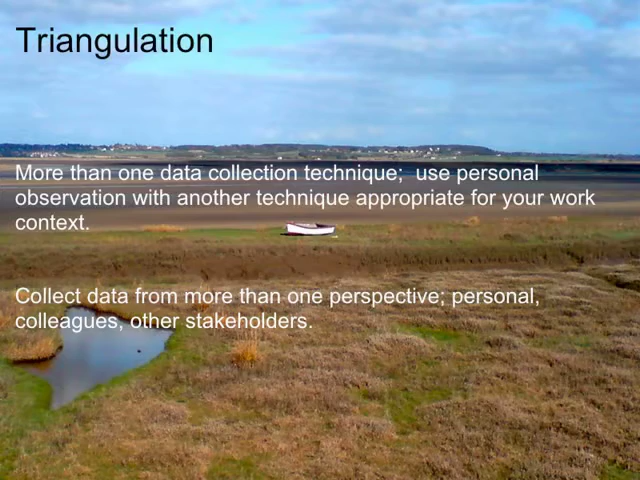 Triangulation
More than one data collection technique;  use personal
observation with another technique appropriate for your work
context.
Collect data from more than one perspective; personal,
colleagues, other stakeholders.